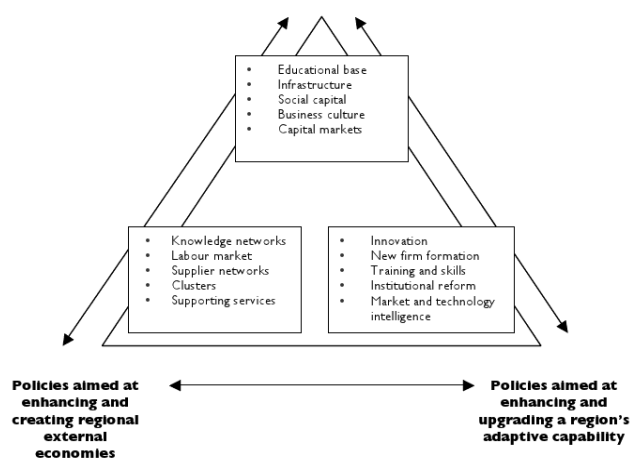 • Educational base
• Infrastructure
• Social capital
• Business culture
• Capital markets
• Knowledge networks
• Labour market
• Supplier networks
• Clusters
• Supporting services
• Innovation
• New firm formation
• Training and skills
• Institutional reform
• Market and technology
intelligence
Policies aimed at
enhancing and
creating regional
external
economies
Policies aimed at
enhancing and
upgrading a region's
adaptive capability